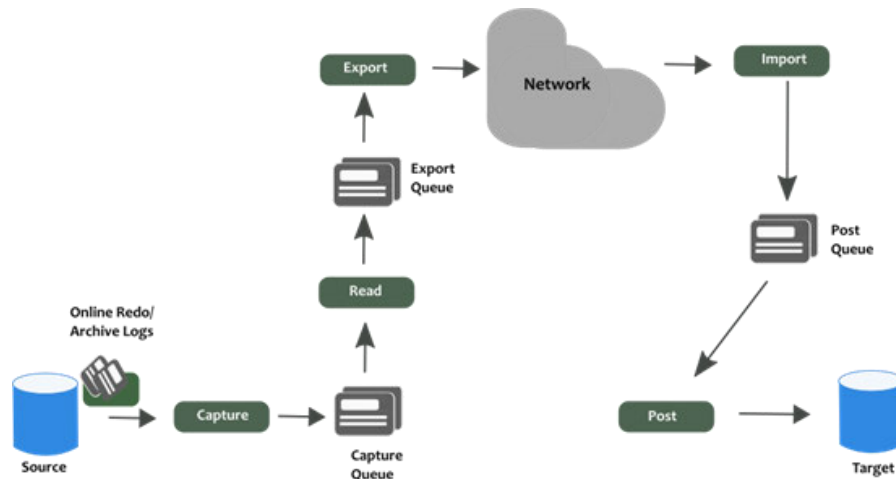 Export
Network
Import
Export
Queue
Post
Queue
Read
Online Redo/
Archive Logs
Capture
Post
Source
Capture
Queue
Target